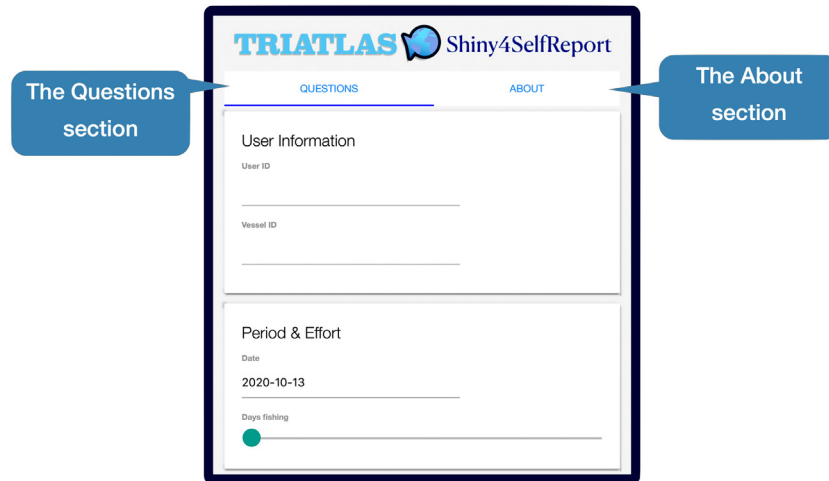 TRIATLAS Shiny4SelfReport
The Questions
section
QUESTIONS
ABOUT
The About
section
User Information
User ID
Vessel ID
Period & Effort
Date
2020-10-13
Days fishing